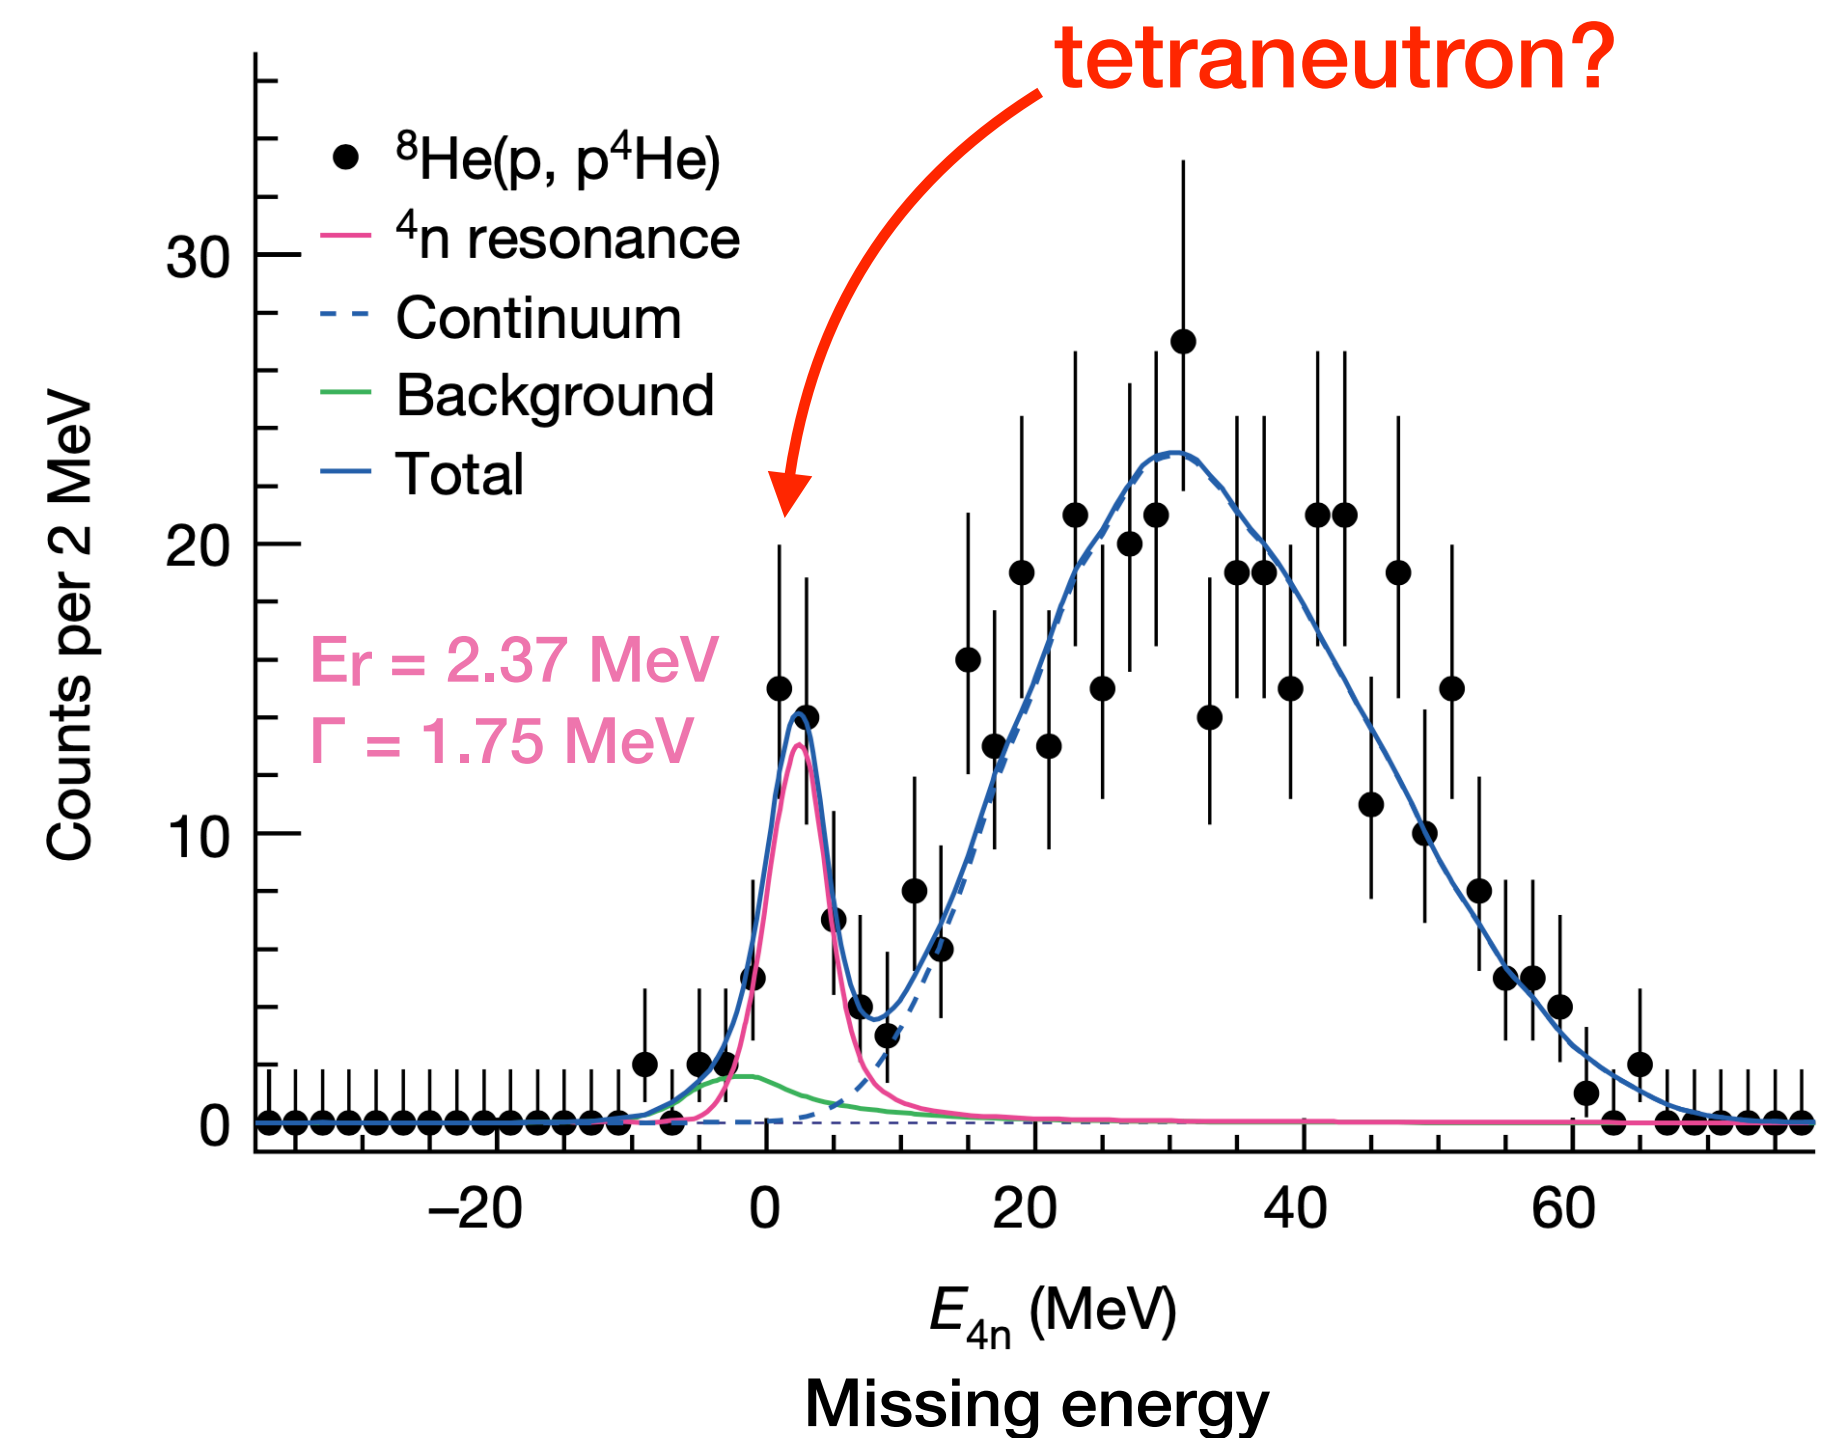 tetraneutron?
⁸He(p, p⁴He)
⁴n resonance
Continuum
Background
Total
Er = 2.37 MeV
Γ = 1.75 MeV
Counts per 2 MeV
30
20
10
0
–20 0 20 40 60
E₄ₙ (MeV)
Missing energy